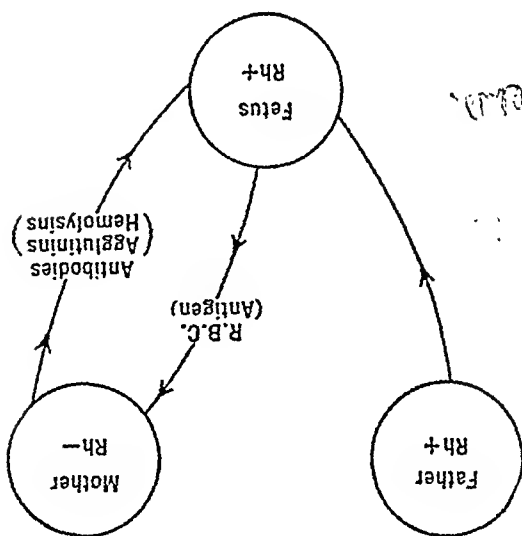 Father
Rh+
Mother
Rh−
R.B.C.
(Antigen)
Antibodies
(Agglutinins
Hemolysins)
Fetus
Rh+